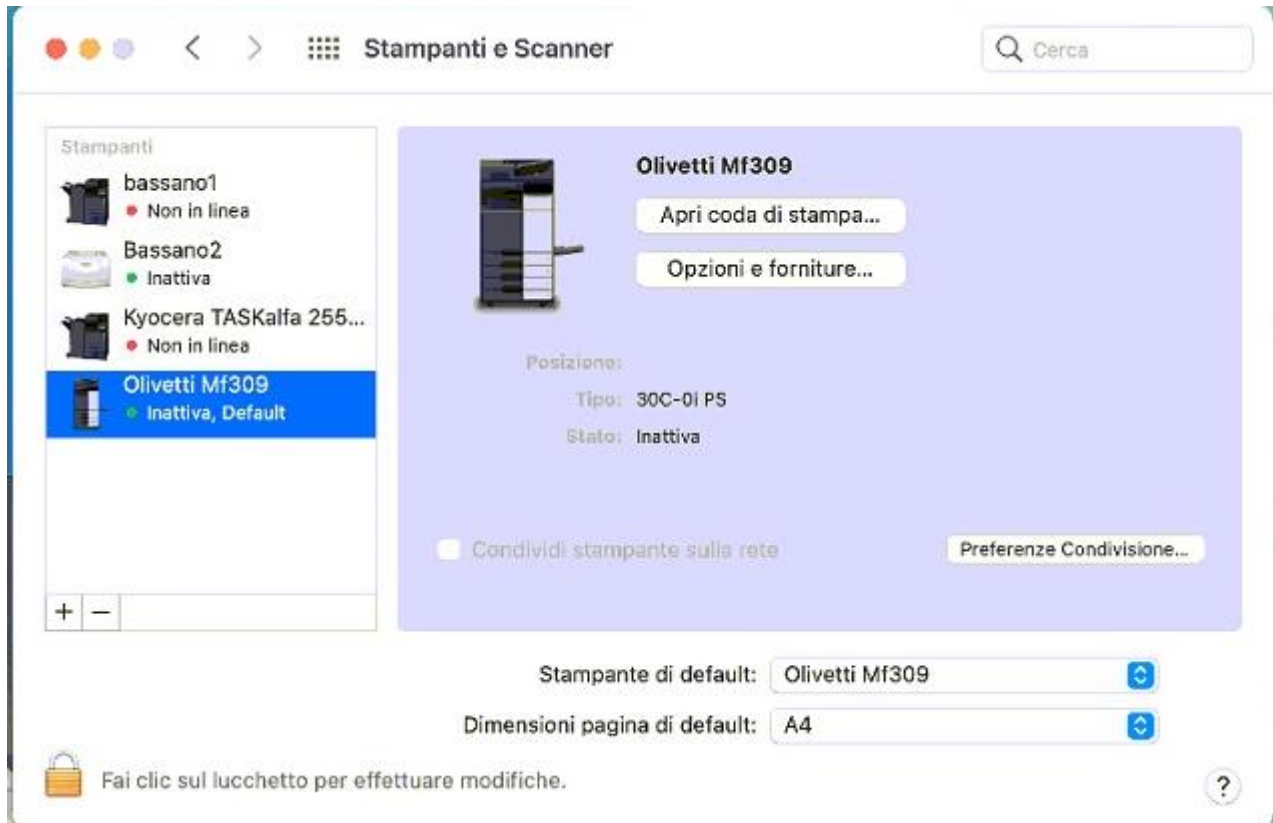 Stampanti e Scanner
Cerca
Stampanti
bassano1
Non in linea
Bassano2
Inattiva
Kyocera TASKalfa 255...
Non in linea
Olivetti Mf309
Inattiva, Default
+ −
Olivetti Mf309
Apri coda di stampa...
Opzioni e forniture...
Posizione:
Tipo: 30C-0i PS
Stato: Inattiva
Condividi stampante sulla rete
Preferenze Condivisione...
Stampante di default: Olivetti Mf309
Dimensioni pagina di default: A4
Fai clic sul lucchetto per effettuare modifiche.
?